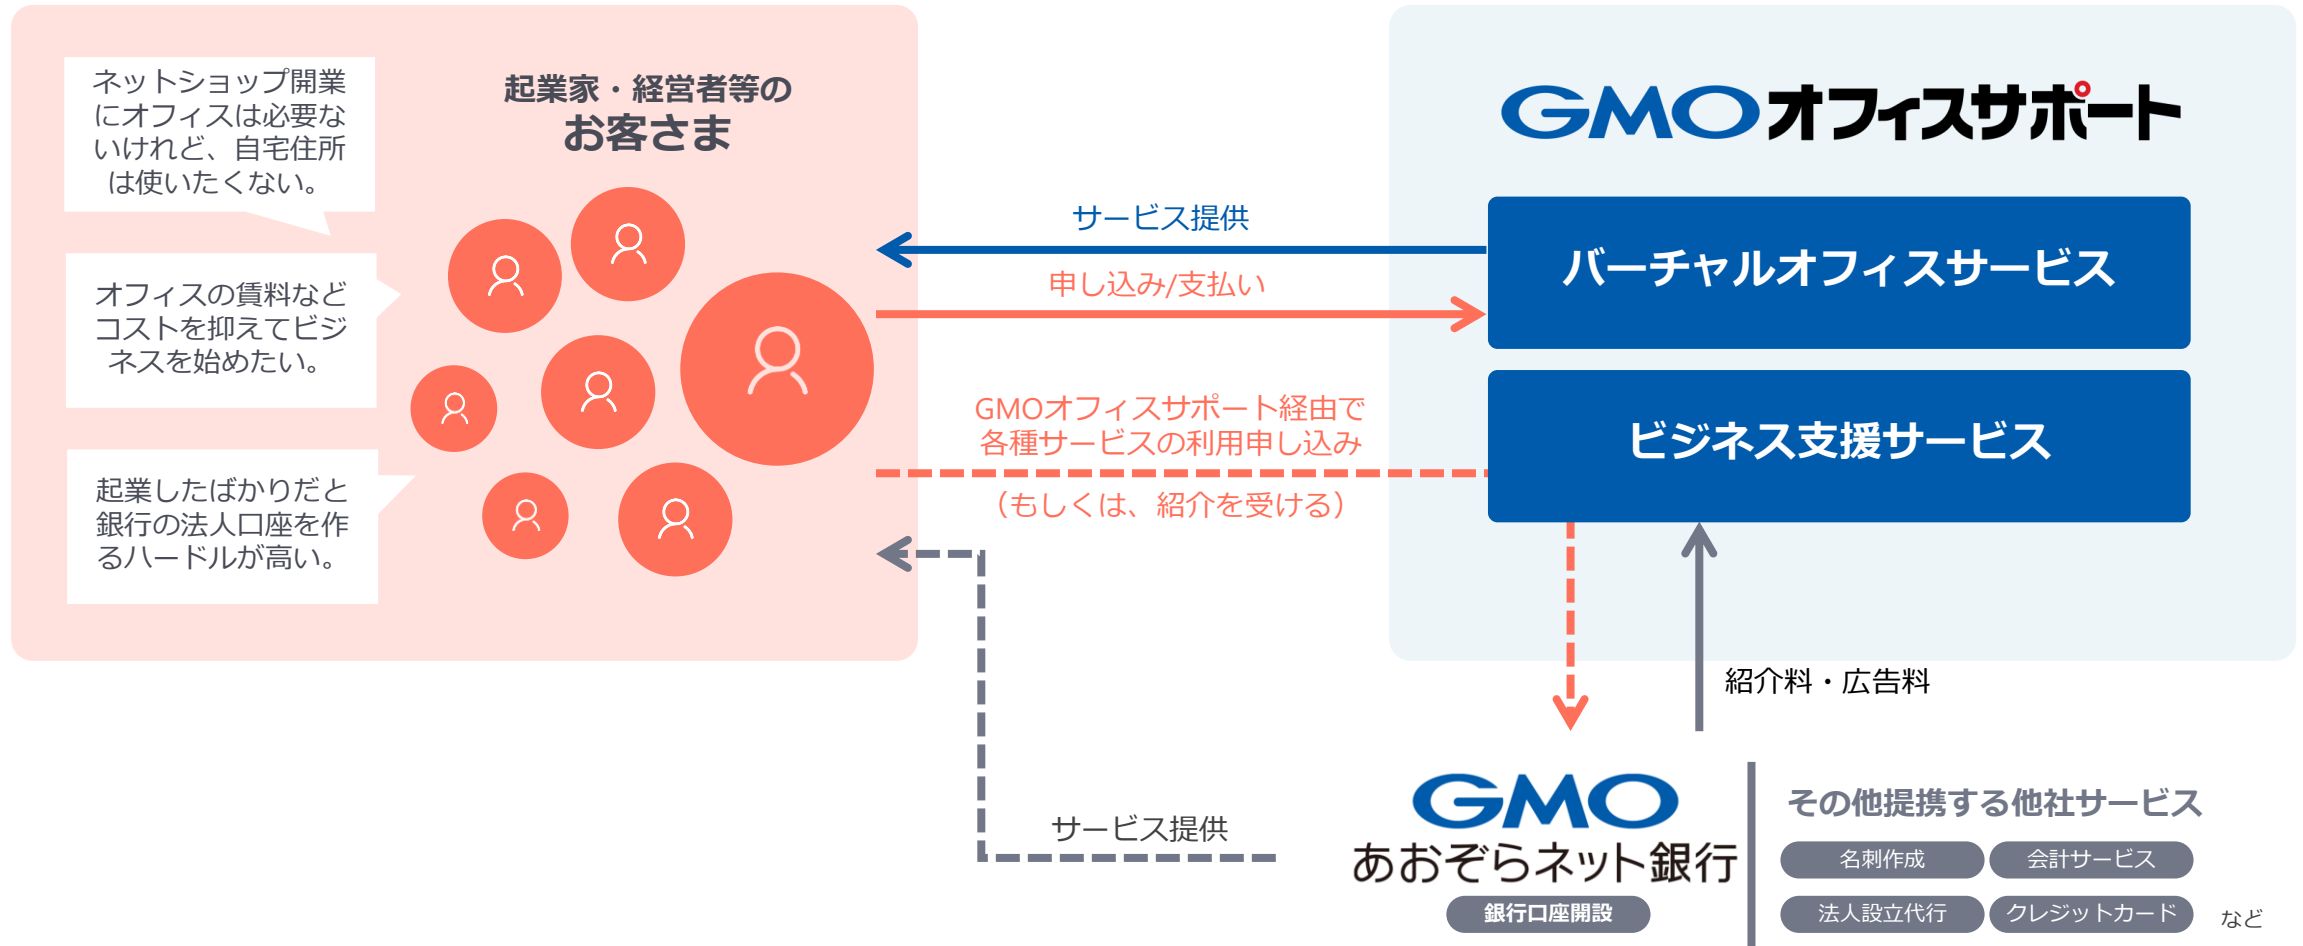 ネットショップ開業
にオフィスは必要な
いけれど、自宅住所
は使いたくない。
オフィスの賃料など
コストを抑えてビジ
ネスを始めたい。
起業したばかりだと
銀行の法人口座を作
るハードルが高い。
起業家・経営者等の
お客さま
サービス提供
申し込み/支払い
GMOオフィスサポート経由で
各種サービスの利用申し込み
（もしくは、紹介を受ける）
サービス提供
GMOオフィスサポート
バーチャルオフィスサービス
ビジネス支援サービス
紹介料・広告料
GMO
あおぞらネット銀行
銀行口座開設
その他提携する他社サービス
名刺作成
会計サービス
法人設立代行
クレジットカード
など